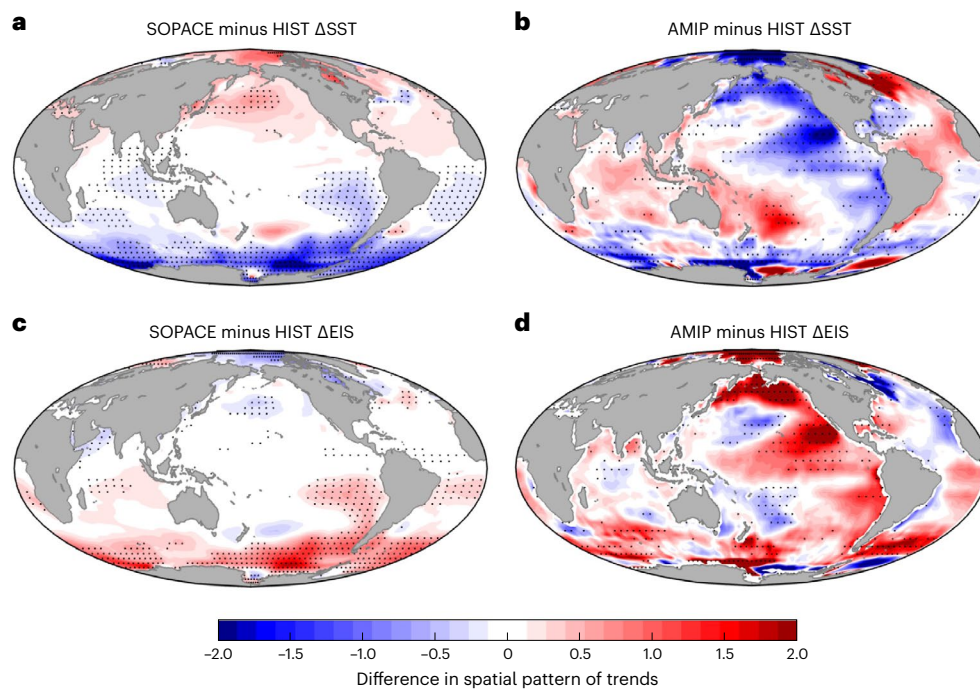 a
SOPACE minus HIST ΔSST
b
AMIP minus HIST ΔSST
c
SOPACE minus HIST ΔEIS
d
AMIP minus HIST ΔEIS
−2.0 −1.5 −1.0 −0.5 0 0.5 1.0 1.5 2.0
Difference in spatial pattern of trends